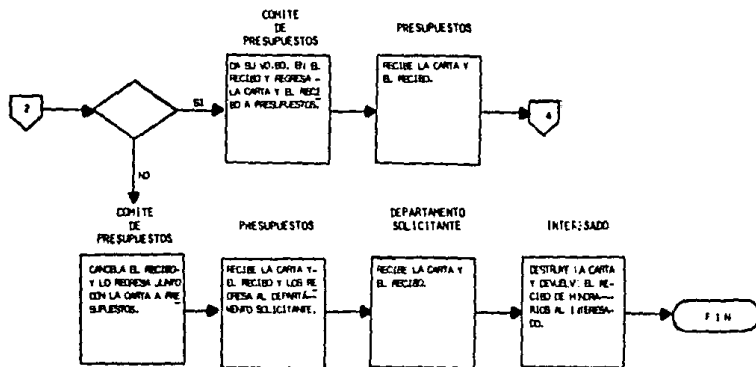 COMITE
DE
PRESUPUESTOS
PRESUPUESTOS
2
SI
DA SU VO.BO. EN EL
RECIBO Y REGRESA -
LA CARTA Y EL RECI
BO A PRESUPUESTOS.
RECIBE LA CARTA Y
EL RECIBO.
4
NO
COMITE
DE
PRESUPUESTOS
PRESUPUESTOS
DEPARTAMENTO
SOLICITANTE
INTERESADO
CANCELA EL RECIBO-
Y LO REGRESA JUNTO
CON LA CARTA A PRE
SUPUESTOS.
RECIBE LA CARTA Y-
EL RECIBO Y LOS RE
GRESA AL DEPARTA-
MENTO SOLICITANTE.
RECIBE LA CARTA Y
EL RECIBO.
DESTRUYE LA CARTA
Y DEVUELVE EL RE-
CIBO DE HONORA-
RIOS AL INTERESA-
DO.
FIN